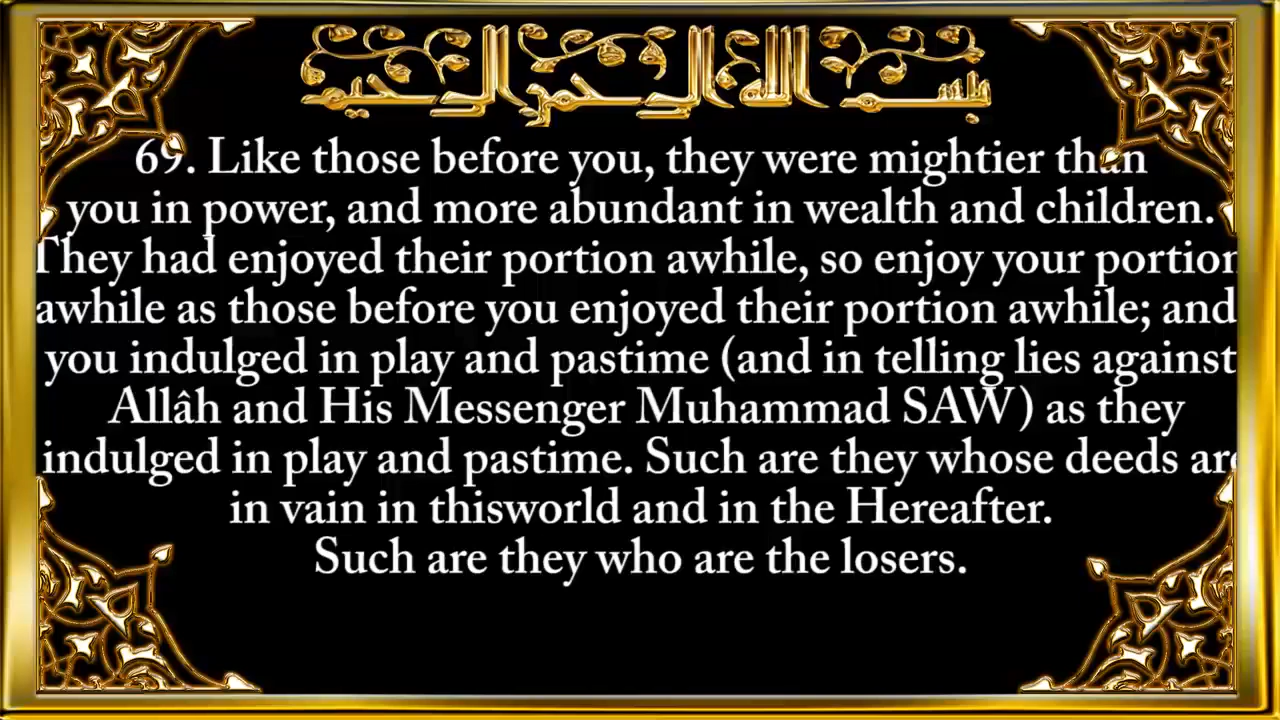 بسم الله الرحمن الرحيم
69. Like those before you, they were mightier than
you in power, and more abundant in wealth and children.
They had enjoyed their portion awhile, so enjoy your portion
awhile as those before you enjoyed their portion awhile; and
you indulged in play and pastime (and in telling lies against
Allâh and His Messenger Muhammad SAW) as they
indulged in play and pastime. Such are they whose deeds are
in vain in thisworld and in the Hereafter.
Such are they who are the losers.